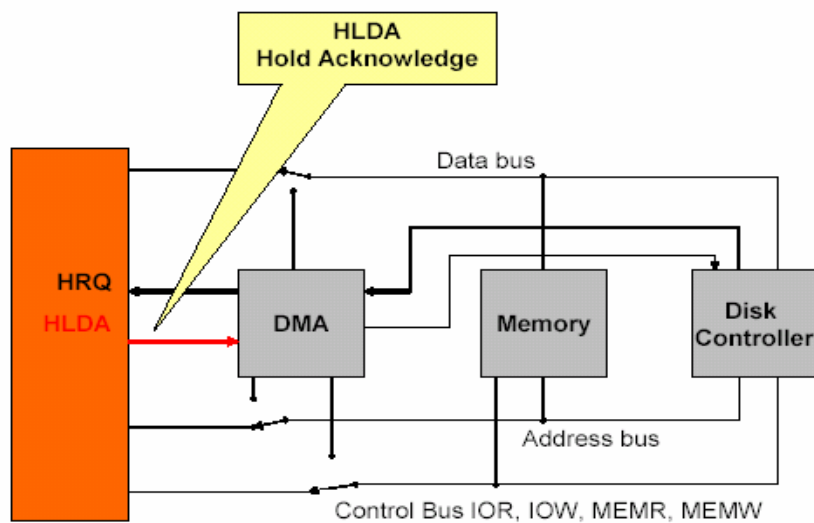 HLDA
Hold Acknowledge
Data bus
HRQ
HLDA
DMA
Memory
Disk
Controller
Address bus
Control Bus IOR, IOW, MEMR, MEMW